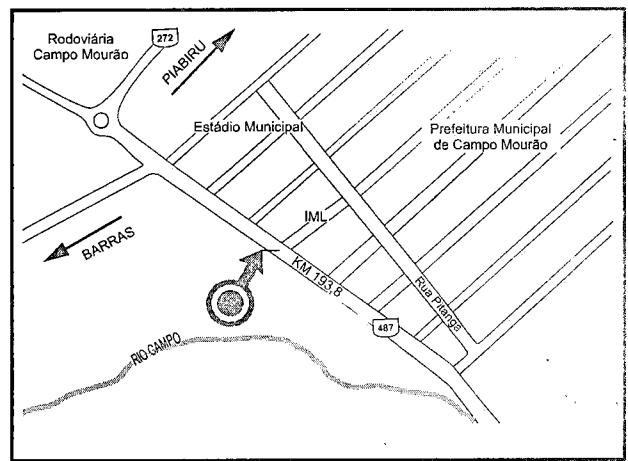 Rodoviária
Campo Mourão
272
PIABIRU
Estádio Municipal
Prefeitura Municipal
de Campo Mourão
IML
BARRAS
KM 193,8
Rua Pitanga
487
RIO CAMPO